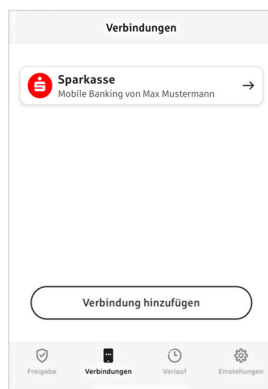 Verbindungen
Sparkasse
Mobile Banking von Max Mustermann
Verbindung hinzufügen
Freigabe Verbindungen Verlauf Einstellungen